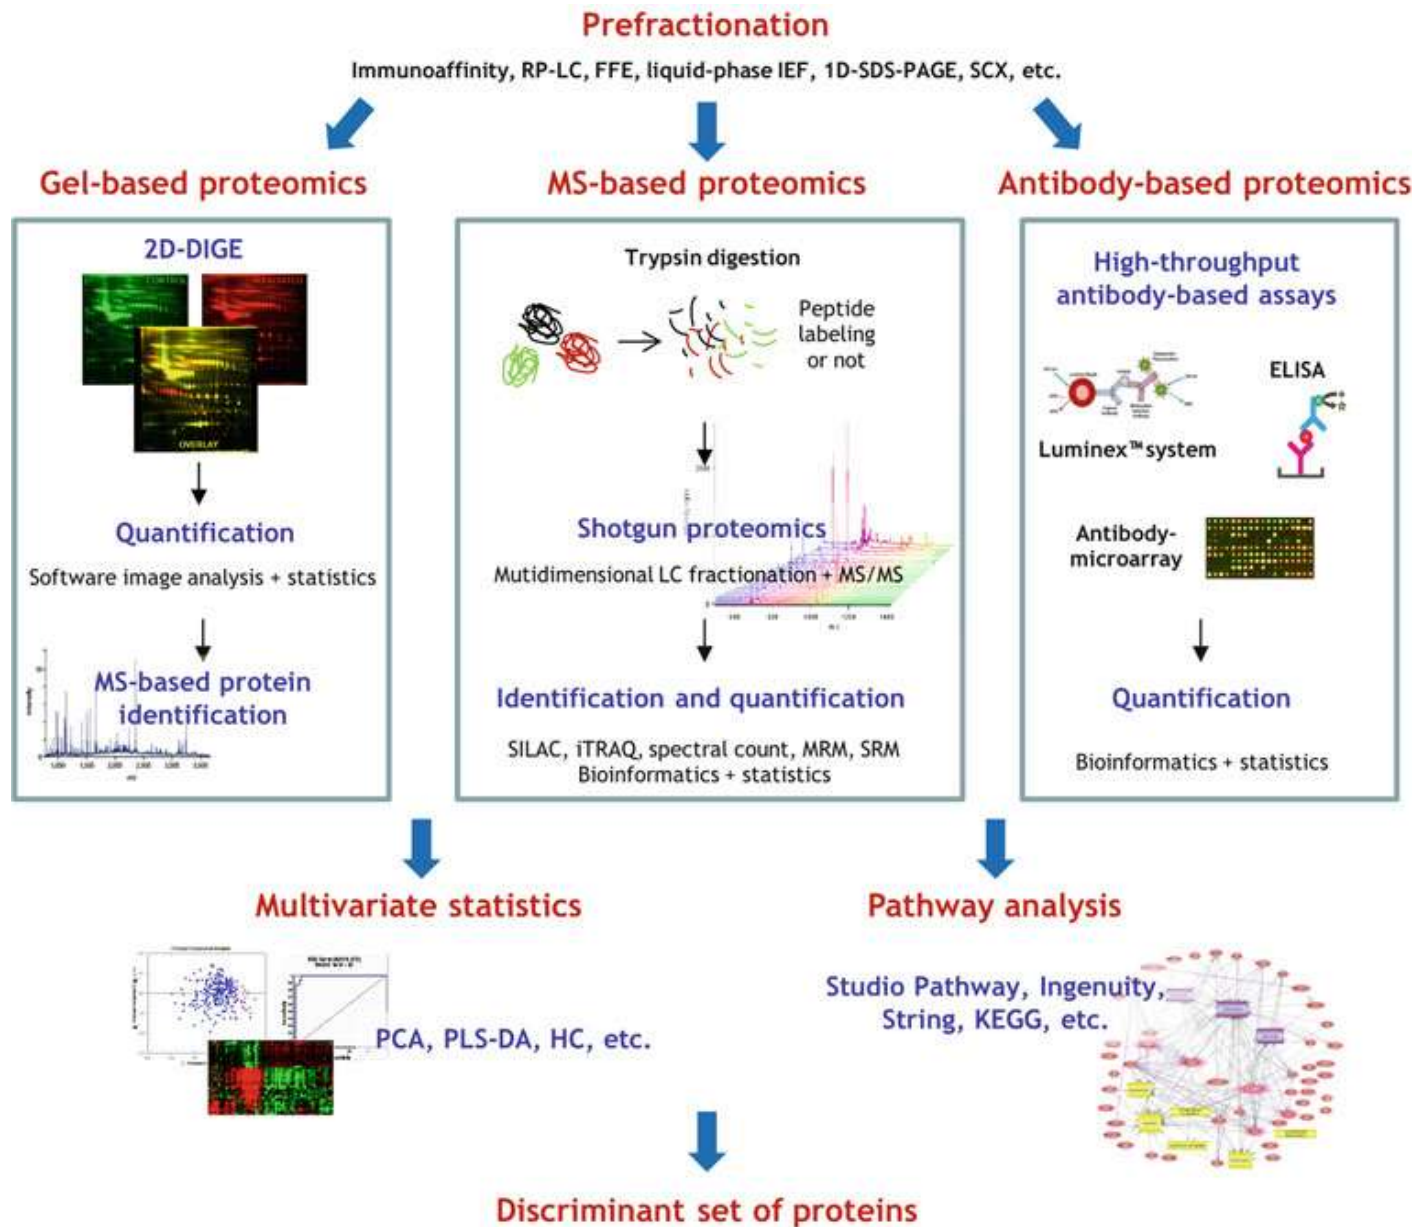 Prefractionation
Immunoaffinity, RP-LC, FFE, liquid-phase IEF, 1D-SDS-PAGE, SCX, etc.
Gel-based proteomics
2D-DIGE
CONTROL
OVERLAY
Quantification
Software image analysis + statistics
MS-based protein
identification
MS-based proteomics
Trypsin digestion
Peptide
labeling
or not
Shotgun proteomics
Mutidimensional LC fractionation + MS/MS
Identification and quantification
SILAC, iTRAQ, spectral count, MRM, SRM
Bioinformatics + statistics
Antibody-based proteomics
High-throughput
antibody-based assays
ELISA
Luminex™ system
Antibody-
microarray
Quantification
Bioinformatics + statistics
Multivariate statistics
PCA, PLS-DA, HC, etc.
Pathway analysis
Studio Pathway, Ingenuity,
String, KEGG, etc.
Discriminant set of proteins